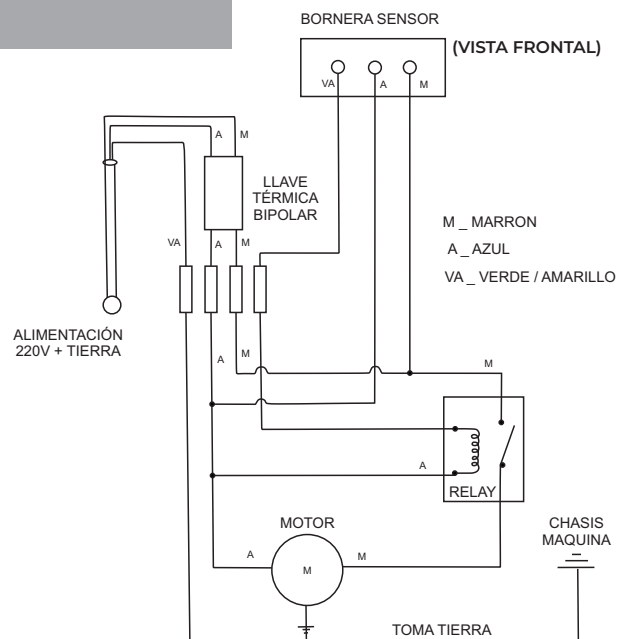 BORNERA SENSOR
(VISTA FRONTAL)
VA
A
M
A
M
LLAVE
TÉRMICA
BIPOLAR
M _ MARRON
A _ AZUL
VA _ VERDE / AMARILLO
VA
A
M
ALIMENTACIÓN
220V + TIERRA
A
M
M
A
RELAY
MOTOR
CHASIS
MAQUINA
A
M
M
TOMA TIERRA